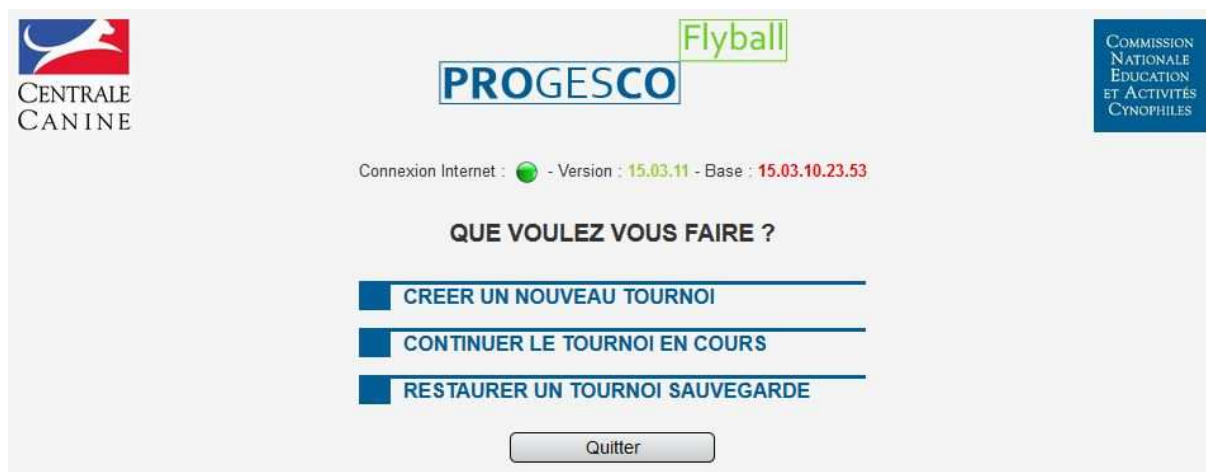 CENTRALE
CANINE
Flyball
PROGESCO
COMMISSION
NATIONALE
EDUCATION
ET ACTIVITÉS
CYNOPHILES
Connexion Internet : - Version : 15.03.11 - Base : 15.03.10.23.53
QUE VOULEZ VOUS FAIRE ?
CREER UN NOUVEAU TOURNOI
CONTINUER LE TOURNOI EN COURS
RESTAURER UN TOURNOI SAUVEGARDE
Quitter